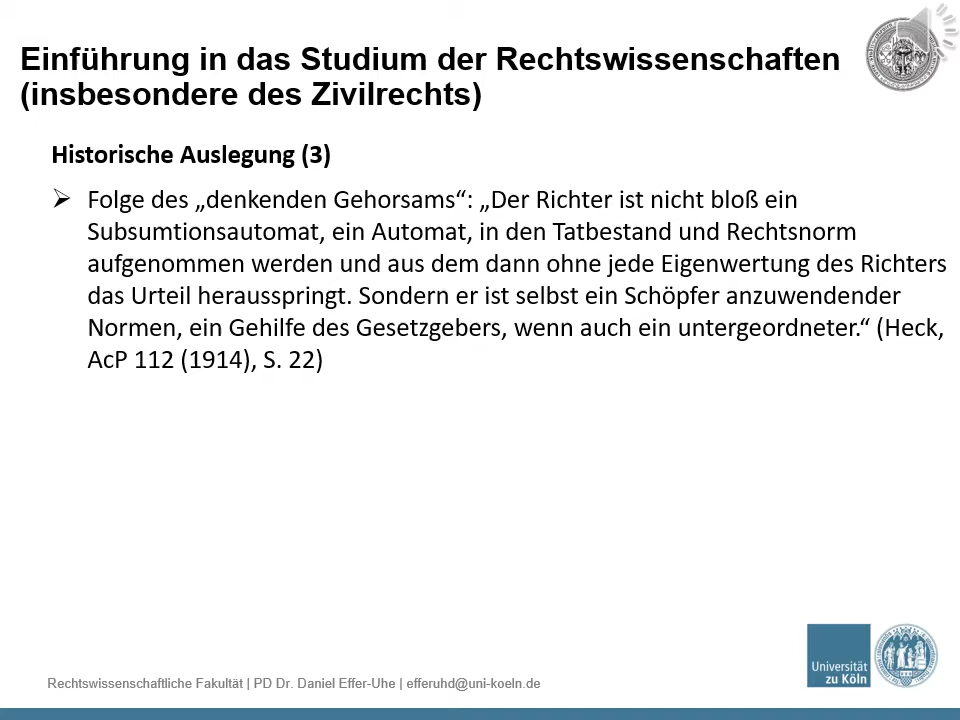 Einführung in das Studium der Rechtswissenschaften
(insbesondere des Zivilrechts)
Historische Auslegung (3)
Folge des „denkenden Gehorsams“: „Der Richter ist nicht bloß ein
Subsumtionsautomat, ein Automat, in den Tatbestand und Rechtsnorm
aufgenommen werden und aus dem dann ohne jede Eigenwertung des Richters
das Urteil herausspringt. Sondern er ist selbst ein Schöpfer anzuwendender
Normen, ein Gehilfe des Gesetzgebers, wenn auch ein untergeordneter.“ (Heck,
AcP 112 (1914), S. 22)
Universität
zu Köln
Rechtswissenschaftliche Fakultät | PD Dr. Daniel Effer-Uhe | efferuhd@uni-koeln.de